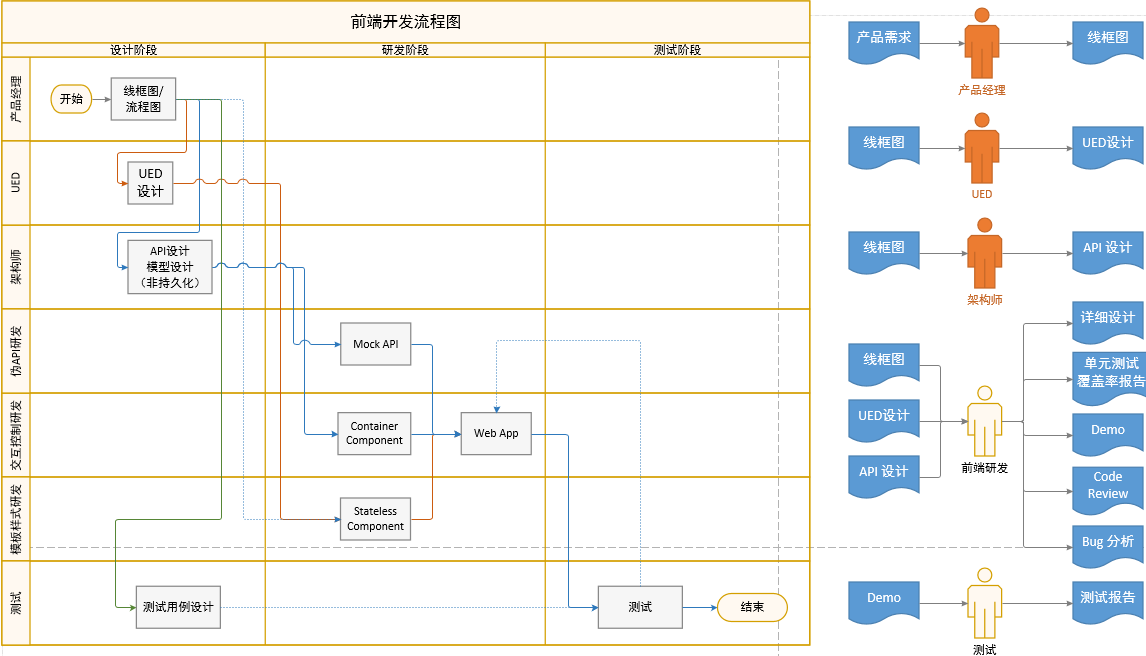 前端开发流程图
设计阶段
研发阶段
测试阶段
产品经理
开始
线框图/
流程图
UED
UED
设计
架构师
API设计
模型设计
（非持久化）
伪API研发
Mock API
交互控制研发
Container
Component
Web App
模板样式研发
Stateless
Component
测试
测试用例设计
测试
结束
产品需求
产品经理
线框图
线框图
UED
UED设计
线框图
架构师
API 设计
线框图
UED设计
API 设计
前端研发
详细设计
单元测试
覆盖率报告
Demo
Code
Review
Bug 分析
Demo
测试
测试报告